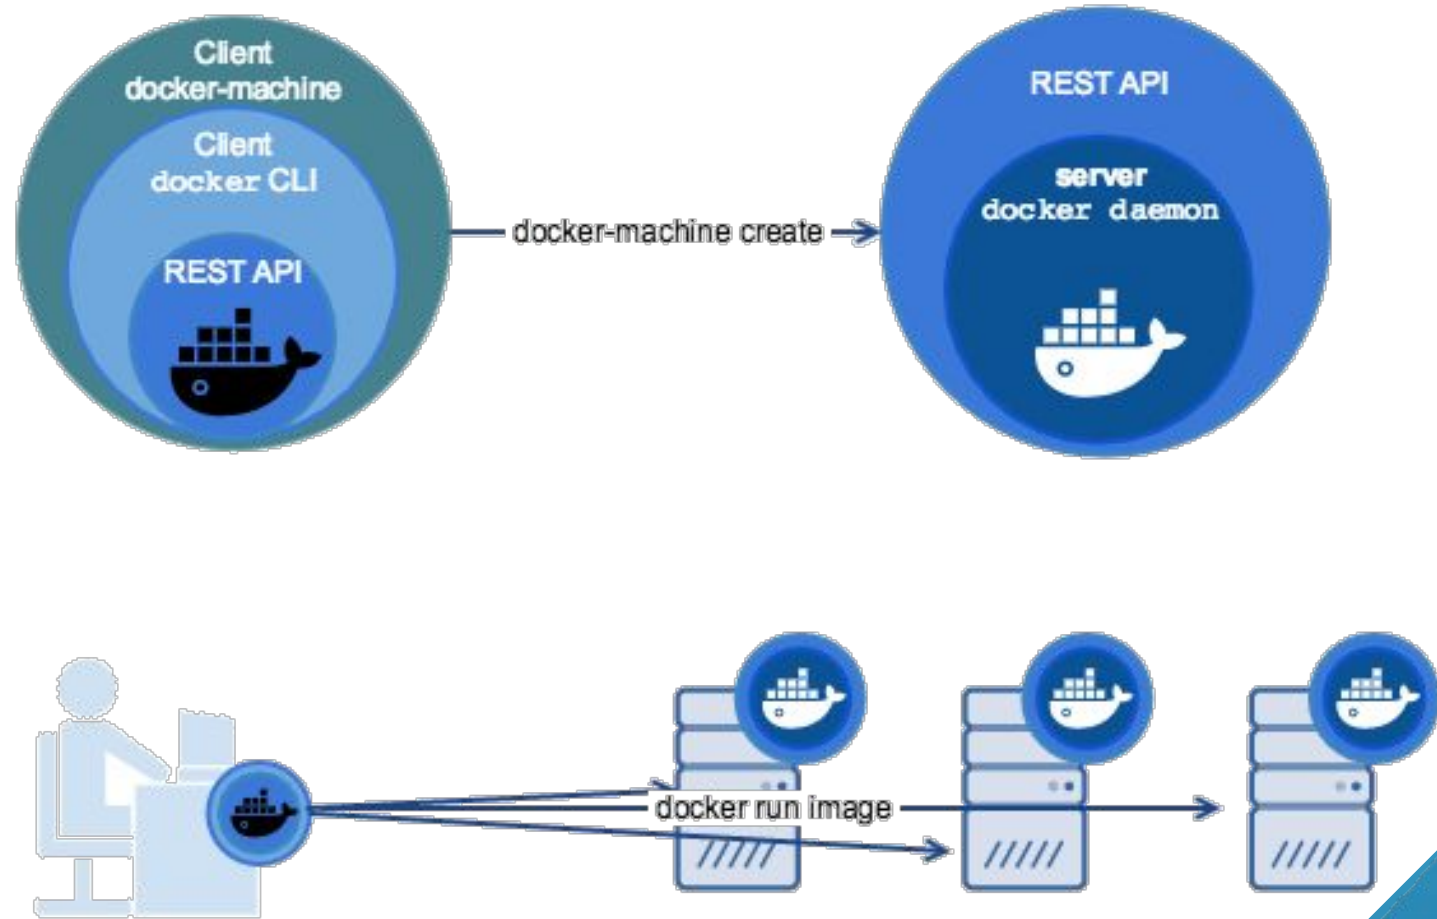 Client
docker-machine
Client
docker CLI
REST API
docker-machine create
REST API
server
docker daemon
docker run image